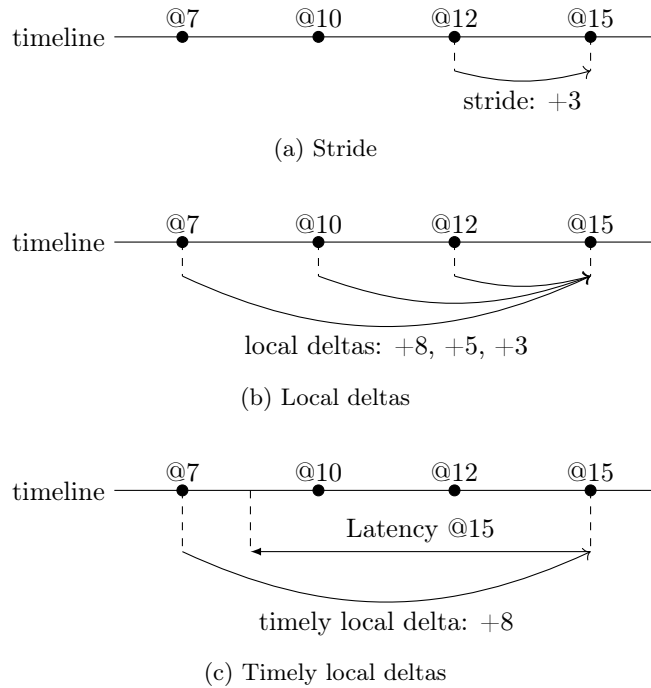 @7 @10 @12 @15
timeline
stride: +3
(a) Stride
@7 @10 @12 @15
timeline
local deltas: +8, +5, +3
(b) Local deltas
@7 @10 @12 @15
timeline
Latency @15
timely local delta: +8
(c) Timely local deltas